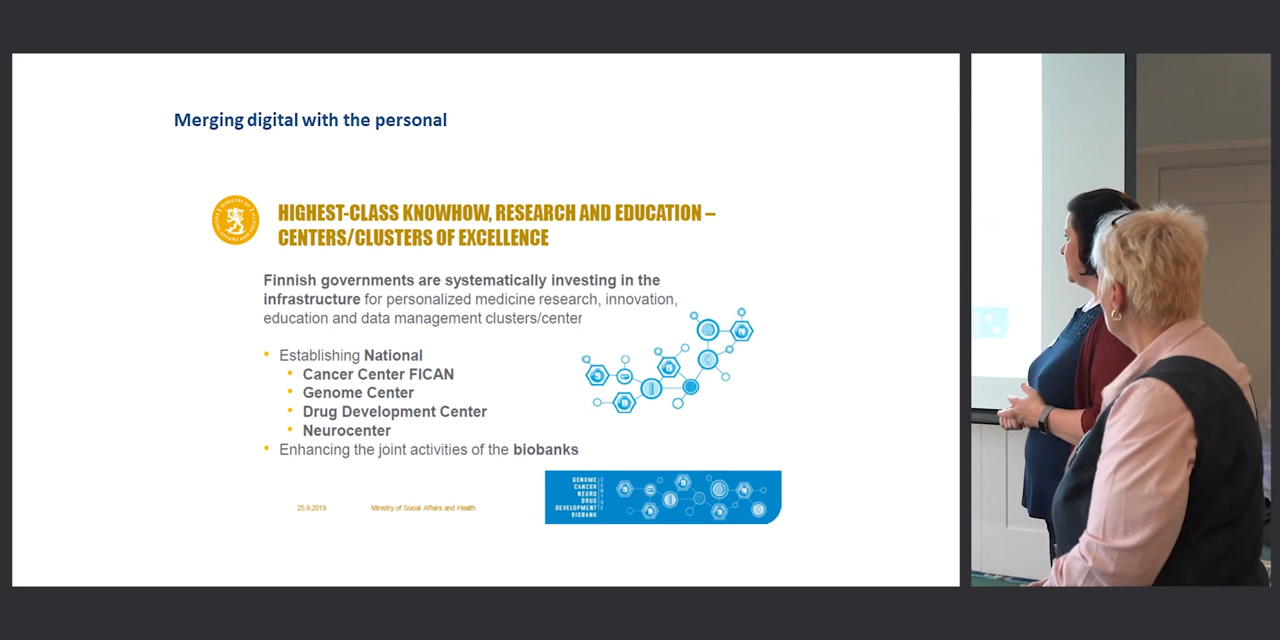 Merging digital with the personal
HIGHEST-CLASS KNOWHOW, RESEARCH AND EDUCATION –
CENTERS/CLUSTERS OF EXCELLENCE
Finnish governments are systematically investing in the
infrastructure for personalized medicine research, innovation,
education and data management clusters/center
• Establishing National
• Cancer Center FICAN
• Genome Center
• Drug Development Center
• Neurocenter
• Enhancing the joint activities of the biobanks
25.9.2019
Ministry of Social Affairs and Health
GENOME
CANCER
NEURO
DRUG
DEVELOPMENT
BIOBANK